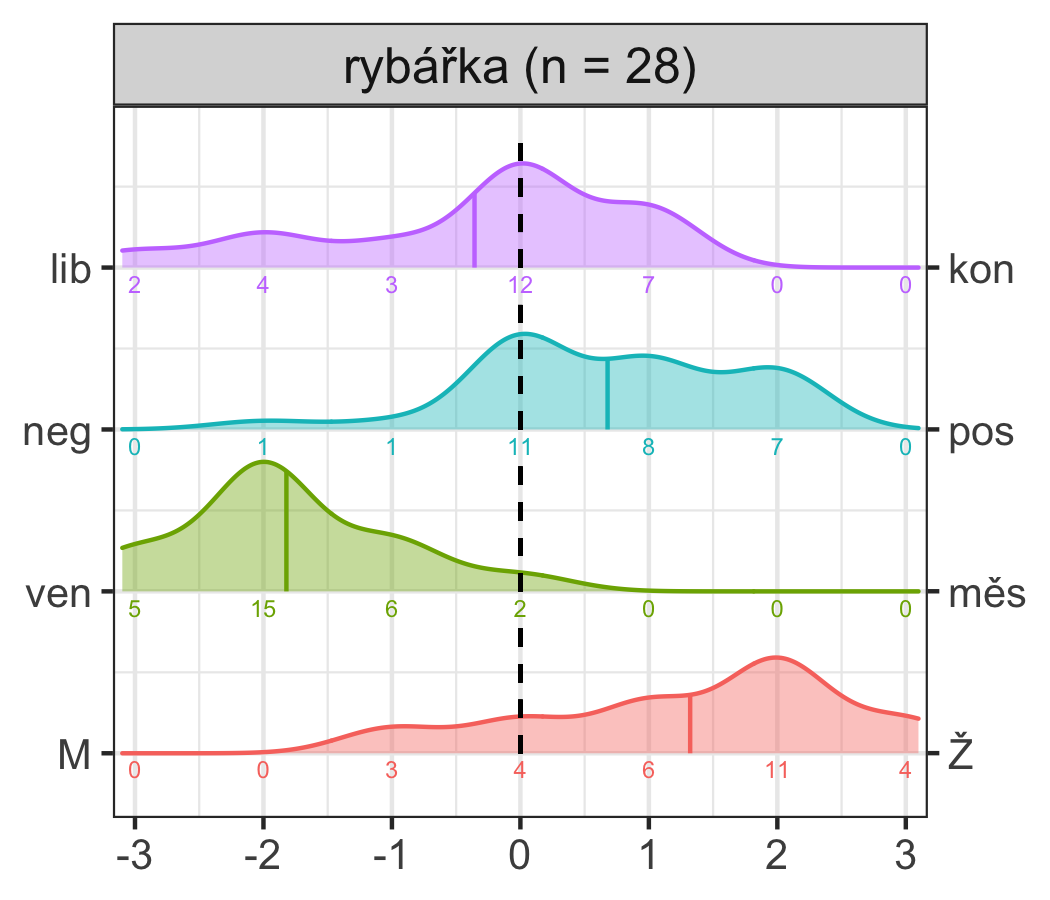 rybářka (n = 28)
lib kon
2 4 3 12 7 0 0
neg pos
0 1 1 11 8 7 0
ven měs
5 15 6 2 0 0 0
M Ž
0 0 3 4 6 11 4
-3 -2 -1 0 1 2 3